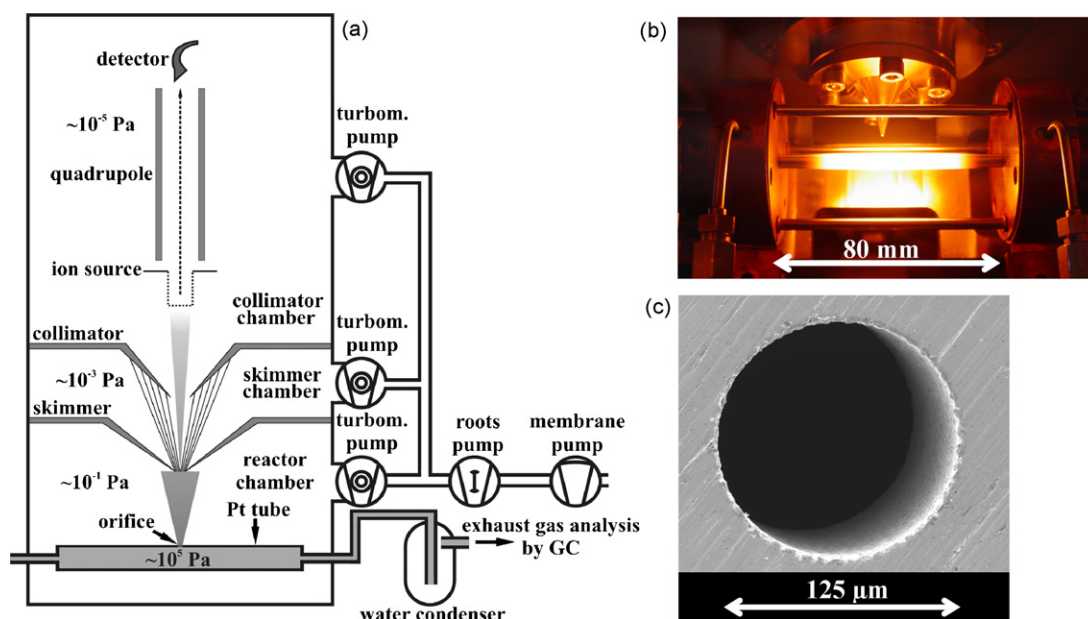 (a)
detector
~10⁻⁵ Pa
quadrupole
ion source
collimator
chamber
collimator
~10⁻³ Pa
skimmer
chamber
skimmer
~10⁻¹ Pa
reactor
chamber
orifice
Pt tube
~10⁵ Pa
turbom.
pump
turbom.
pump
turbom.
pump
roots
pump
membrane
pump
exhaust gas analysis
by GC
water condenser
(b)
80 mm
(c)
125 µm